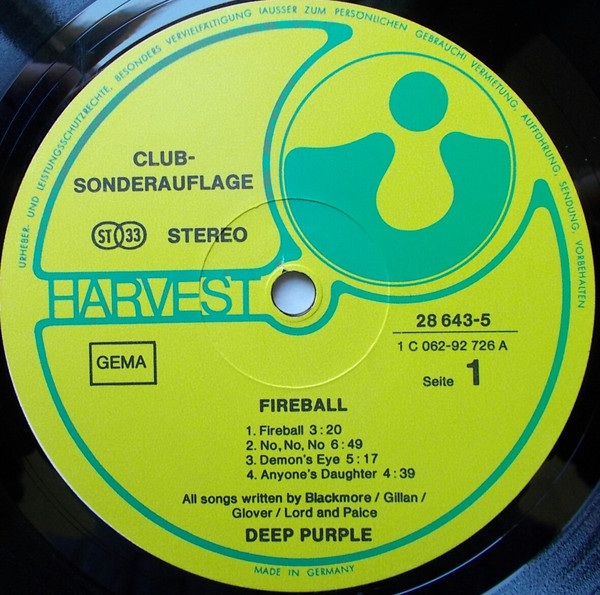 URHEBER- UND LEISTUNGSSCHUTZRECHTE, BESONDERS VERVIELFÄLTIGUNG (AUSSER ZUM PERSÖNLICHEN GEBRAUCH) VERMIETUNG, AUFFÜHRUNG, SENDUNG, VORBEHALTEN
CLUB-
SONDERAUFLAGE
ST 33 STEREO
HARVEST
GEMA
28 643-5
1 C 062-92 726 A
Seite 1
FIREBALL
1. Fireball 3:20
2. No, No, No 6:49
3. Demon's Eye 5:17
4. Anyone's Daughter 4:39
All songs written by Blackmore / Gillan /
Glover / Lord and Paice
DEEP PURPLE
MADE IN GERMANY